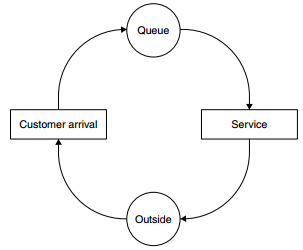 Queue
Customer arrival
Service
Outside